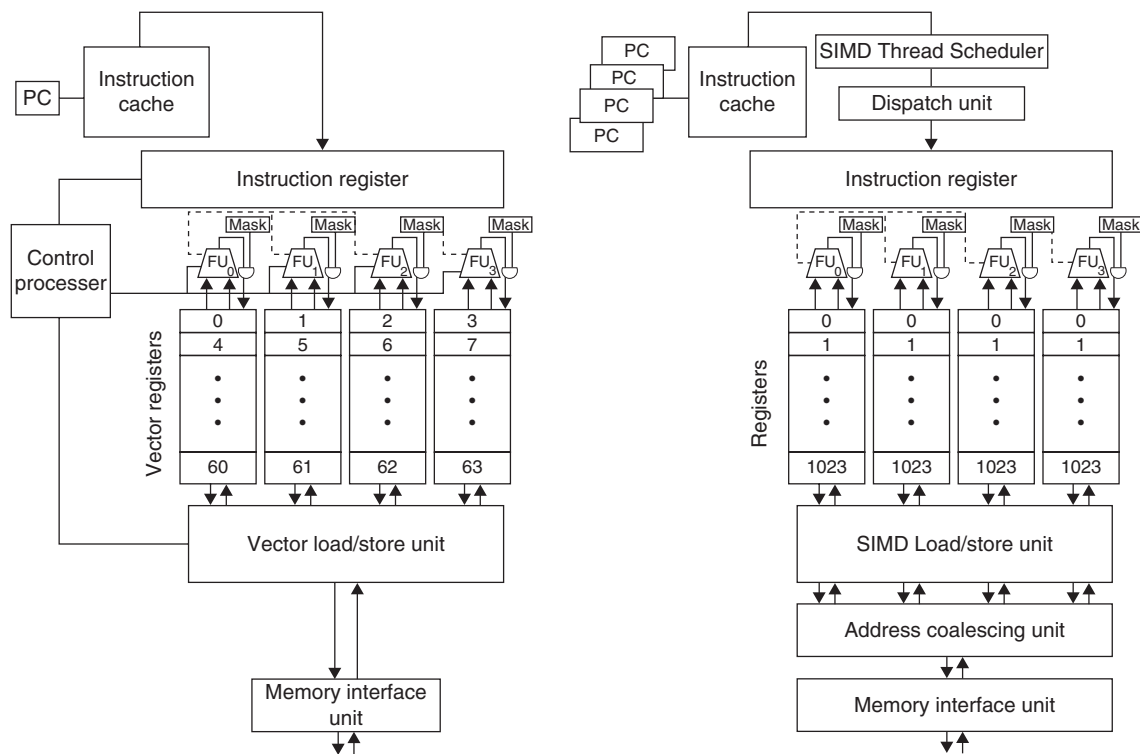 PC
Instruction
cache
Instruction register
Control
processer
Mask
Mask
Mask
Mask
FU0
FU1
FU2
FU3
Vector registers
0 1 2 3
4 5 6 7
60 61 62 63
Vector load/store unit
Memory interface
unit
PC
PC
PC
PC
Instruction
cache
SIMD Thread Scheduler
Dispatch unit
Instruction register
Mask
Mask
Mask
Mask
FU0
FU1
FU2
FU3
Registers
0 0 0 0
1 1 1 1
1023 1023 1023 1023
SIMD Load/store unit
Address coalescing unit
Memory interface unit